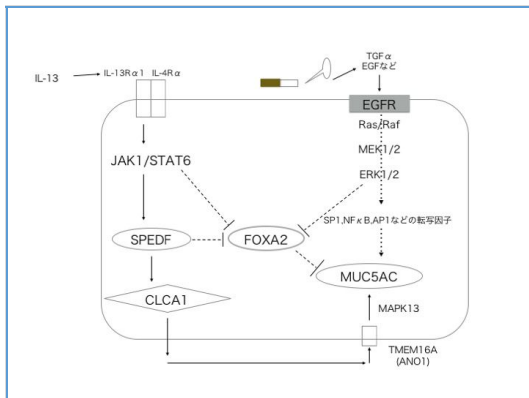 IL-13
IL-13Rα1 IL-4Rα
TGFα
EGFなど
EGFR
Ras/Raf
MEK1/2
ERK1/2
JAK1/STAT6
SP1,NFκB,AP1などの転写因子
SPEDF
FOXA2
MUC5AC
CLCA1
MAPK13
TMEM16A
(ANO1)